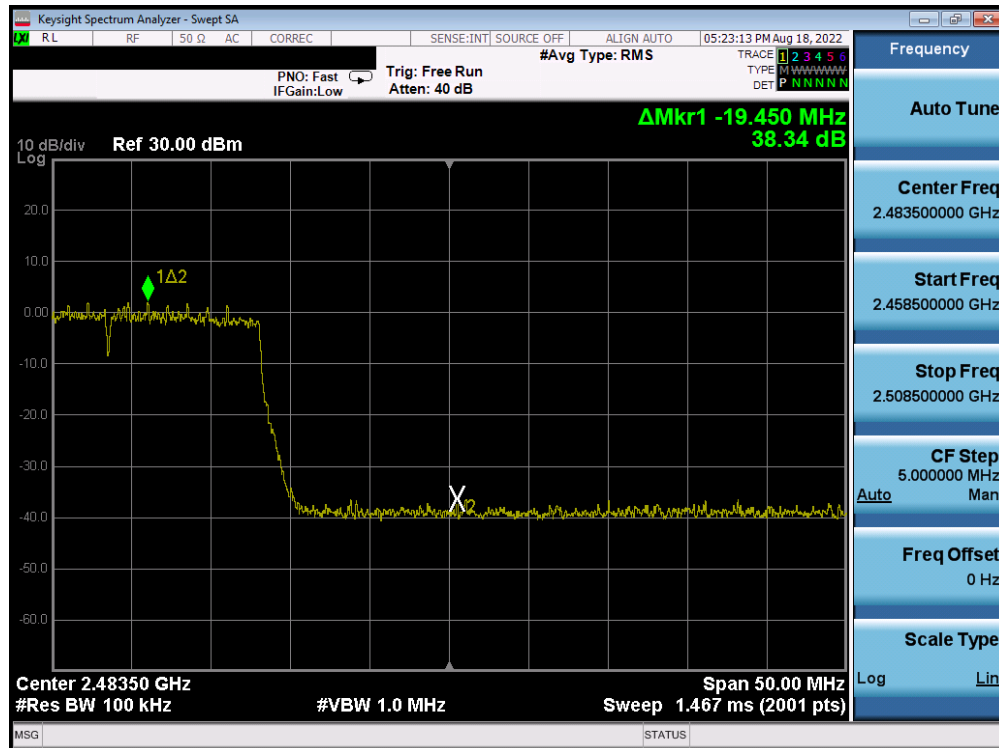 Keysight Spectrum Analyzer - Swept SA
LXI RL RF 50 Ω AC CORREC SENSE:INT SOURCE OFF ALIGN AUTO 05:23:13 PM Aug 18, 2022
#Avg Type: RMS
TRACE 1 2 3 4 5 6
TYPE M W W W W W
DET P N N N N N
PNO: Fast
IFGain:Low
Trig: Free Run
Atten: 40 dB
ΔMkr1 -19.450 MHz
38.34 dB
10 dB/div Ref 30.00 dBm
Log
20.0
10.0
0.00
-10.0
-20.0
-30.0
-40.0
-50.0
-60.0
1Δ2
2
Center 2.48350 GHz
Span 50.00 MHz
#Res BW 100 kHz
#VBW 1.0 MHz
Sweep 1.467 ms (2001 pts)
MSG
STATUS
Frequency
Auto Tune
Center Freq
2.483500000 GHz
Start Freq
2.458500000 GHz
Stop Freq
2.508500000 GHz
CF Step
5.000000 MHz
Auto Man
Freq Offset
0 Hz
Scale Type
Log Lin